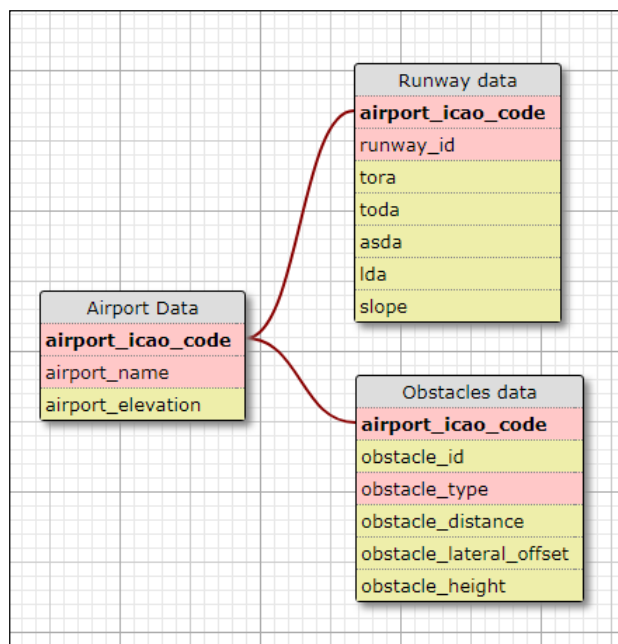 Runway data
airport_icao_code
runway_id
tora
toda
asda
lda
slope
Airport Data
airport_icao_code
airport_name
airport_elevation
Obstacles data
airport_icao_code
obstacle_id
obstacle_type
obstacle_distance
obstacle_lateral_offset
obstacle_height